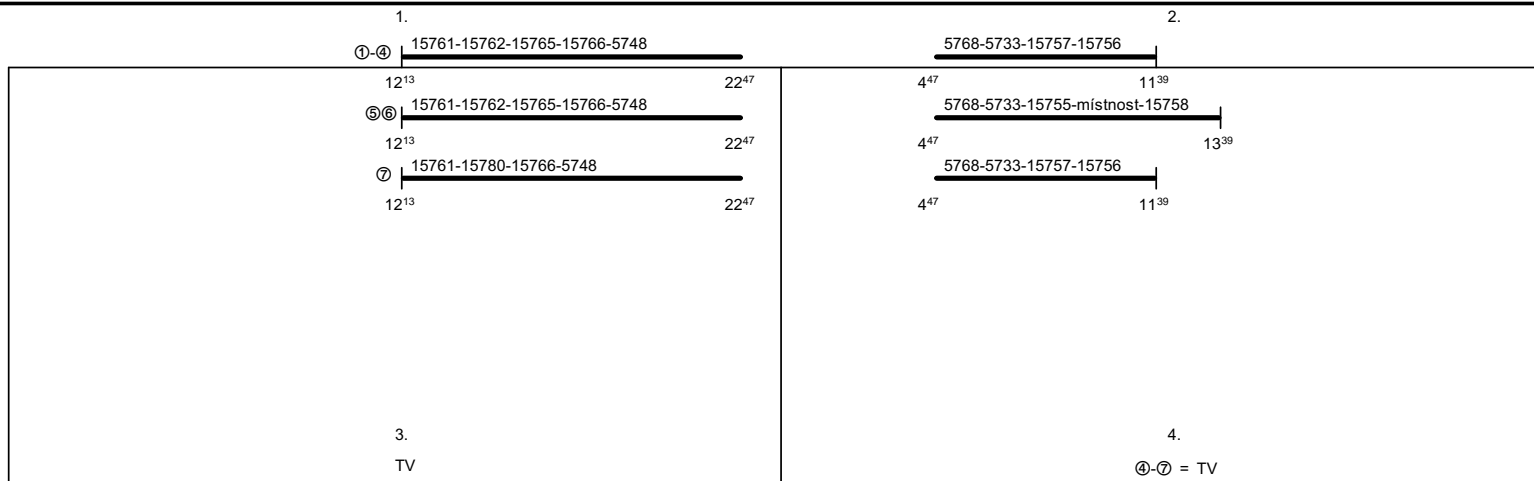 1. 2.
①-④ 15761-15762-15765-15766-5748 5768-5733-15757-15756
12¹³ 22⁴⁷ 4⁴⁷ 11³⁹
⑤⑥ 15761-15762-15765-15766-5748 5768-5733-15755-místnost-15758
12¹³ 22⁴⁷ 4⁴⁷ 13³⁹
⑦ 15761-15780-15766-5748 5768-5733-15757-15756
12¹³ 22⁴⁷ 4⁴⁷ 11³⁹
3. 4.
TV ④-⑦ = TV